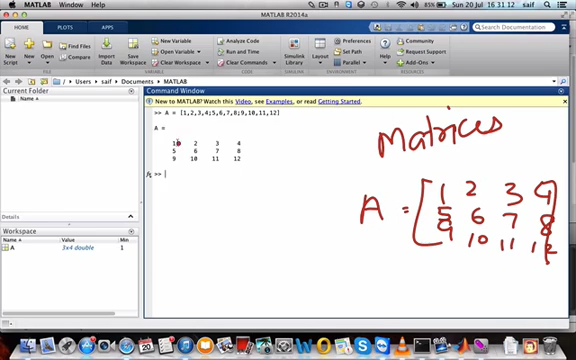 MATLAB Window Help 85% Sun 20 Jul 16:31:12 saif
MATLAB R2014a
HOME PLOTS APPS Search Documentation
New Script New Open Find Files Compare Import Data Save Workspace New Variable Open Variable Clear Workspace Analyze Code Run and Time Clear Commands Simulink Library Layout Preferences Set Path Parallel Help Community Request Support Add-Ons
/ Users saif Documents MATLAB
Current Folder Command Window
Name New to MATLAB? Watch this Video, see Examples, or read Getting Started.
>> A = [1,2,3,4;5,6,7,8;9,10,11,12]
A =
1 2 3 4
5 6 7 8
9 10 11 12
fx >>
Details
Workspace
Name Value Min
A 3x4 double 1
Matrices
A = [1 2 3 4
5 6 7 8
9 10 11 12